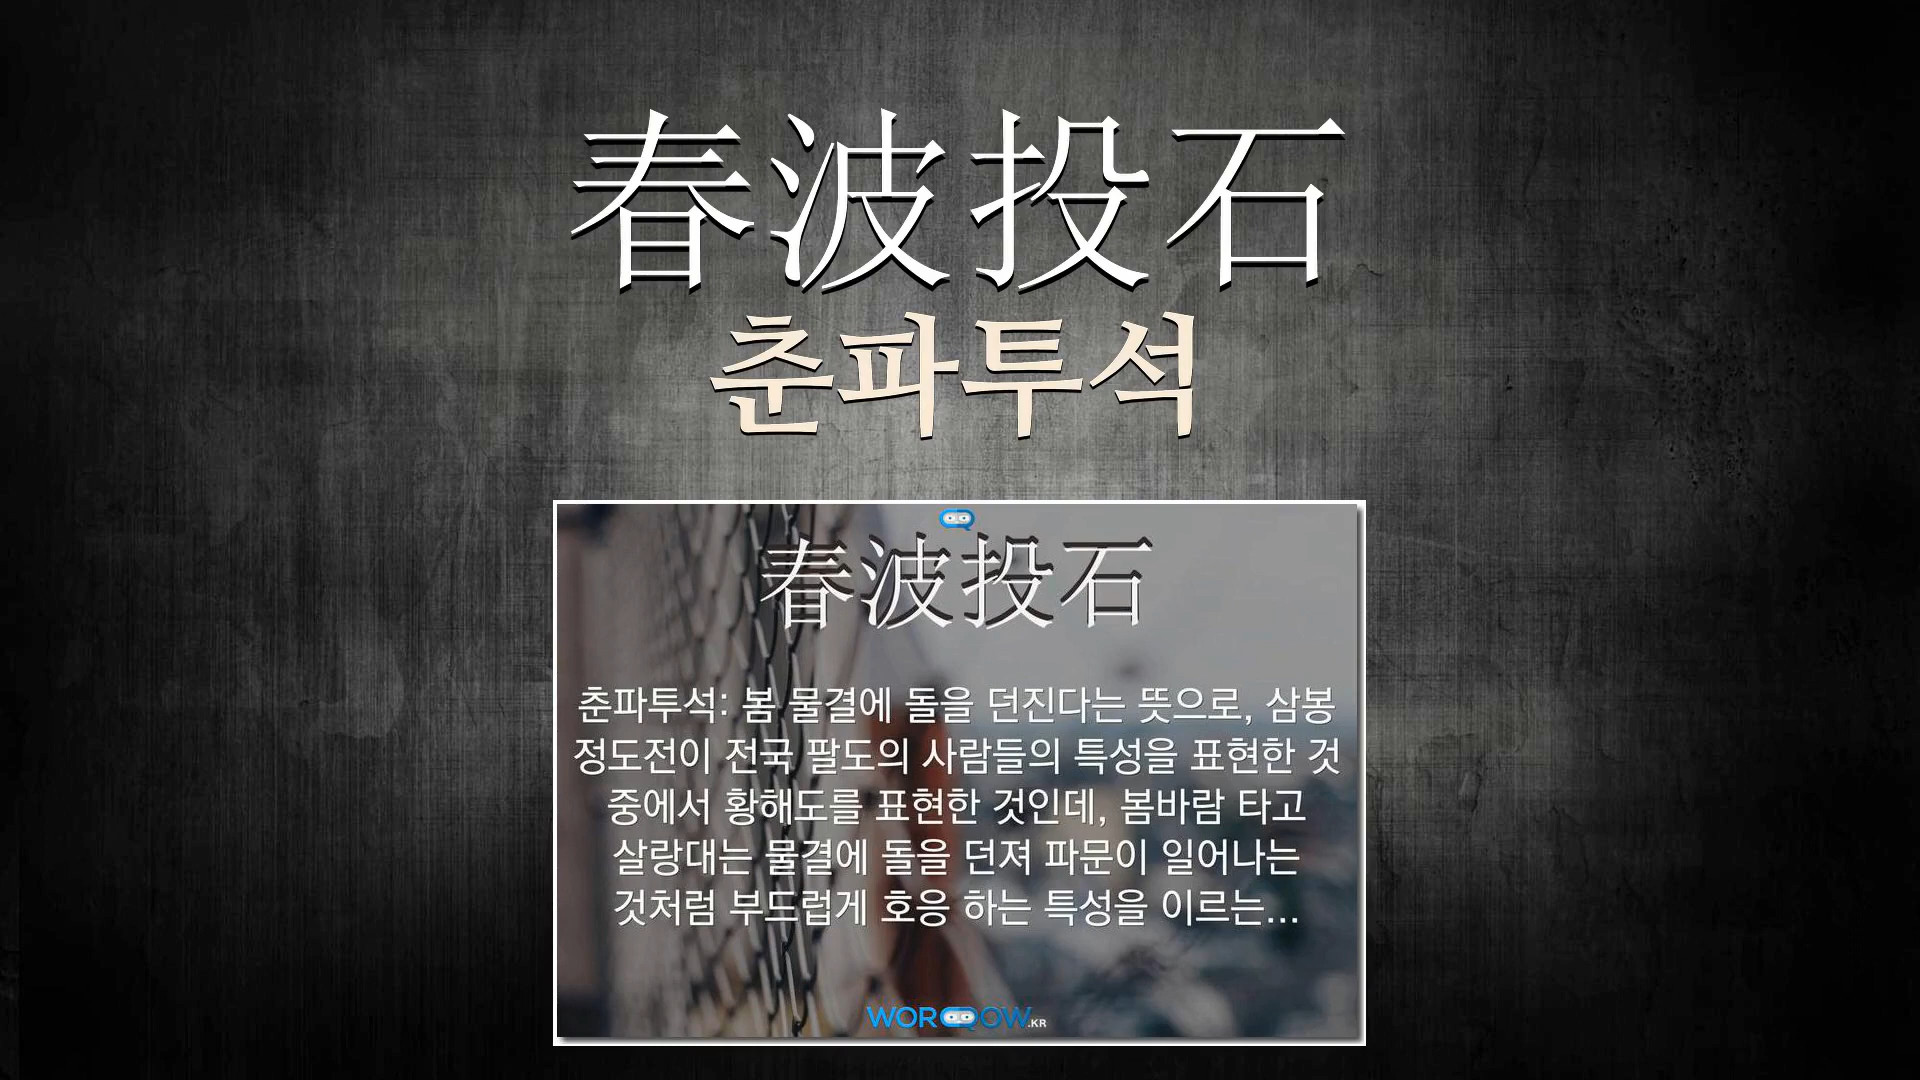 春波投石
춘파투석
春波投石
춘파투석: 봄 물결에 돌을 던진다는 뜻으로, 삼봉
정도전이 전국 팔도의 사람들의 특성을 표현한 것
중에서 황해도를 표현한 것인데, 봄바람 타고
살랑대는 물결에 돌을 던져 파문이 일어나는
것처럼 부드럽게 호응 하는 특성을 이르는...
WORQOW.KR